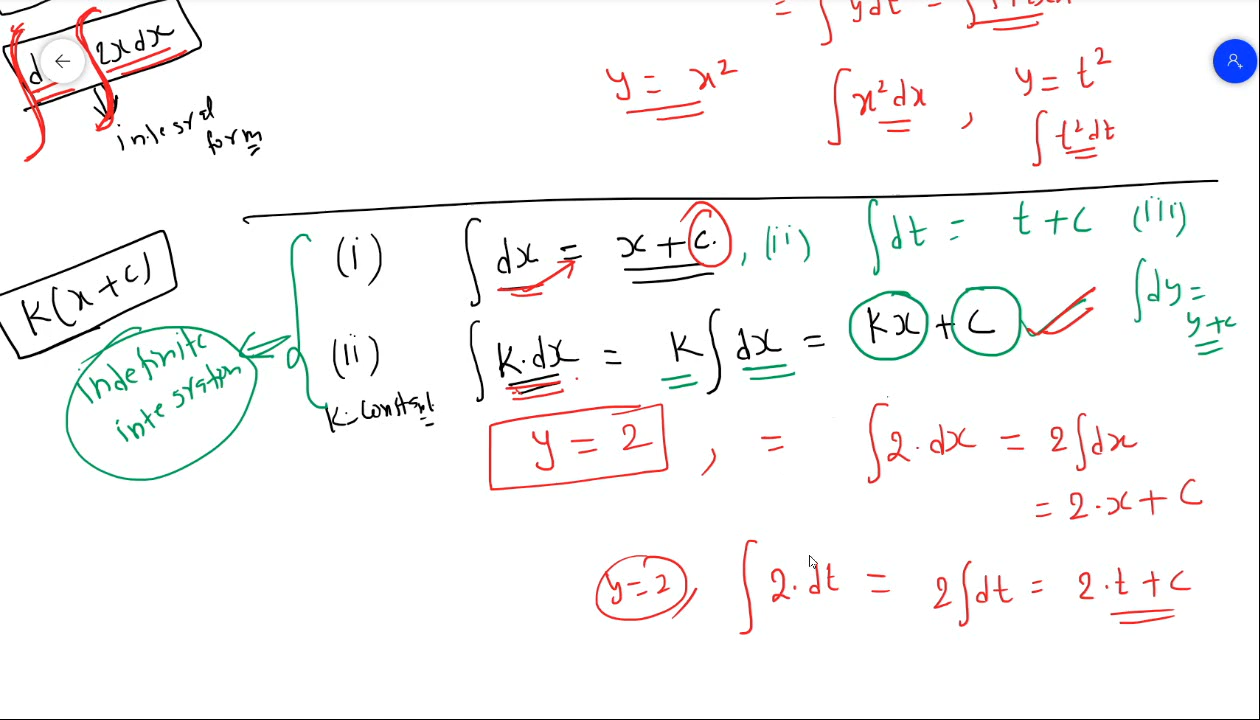 = ∫ y dt =
d
2x dx
integral form
y = x²
∫ x² dx ,
y = t²
∫ t² dt
(i) ∫ dx = x + c. , (ii) ∫ dt = t + c (iii)
∫ dy = y + c
K(x + c)
(ii) ∫ K · dx = K ∫ dx = Kx + C
K - Constant
Indefinite
integration
y = 2 , = ∫ 2 · dx = 2 ∫ dx
= 2 · x + C
y = 2 , ∫ 2 · dt = 2 ∫ dt = 2 · t + C